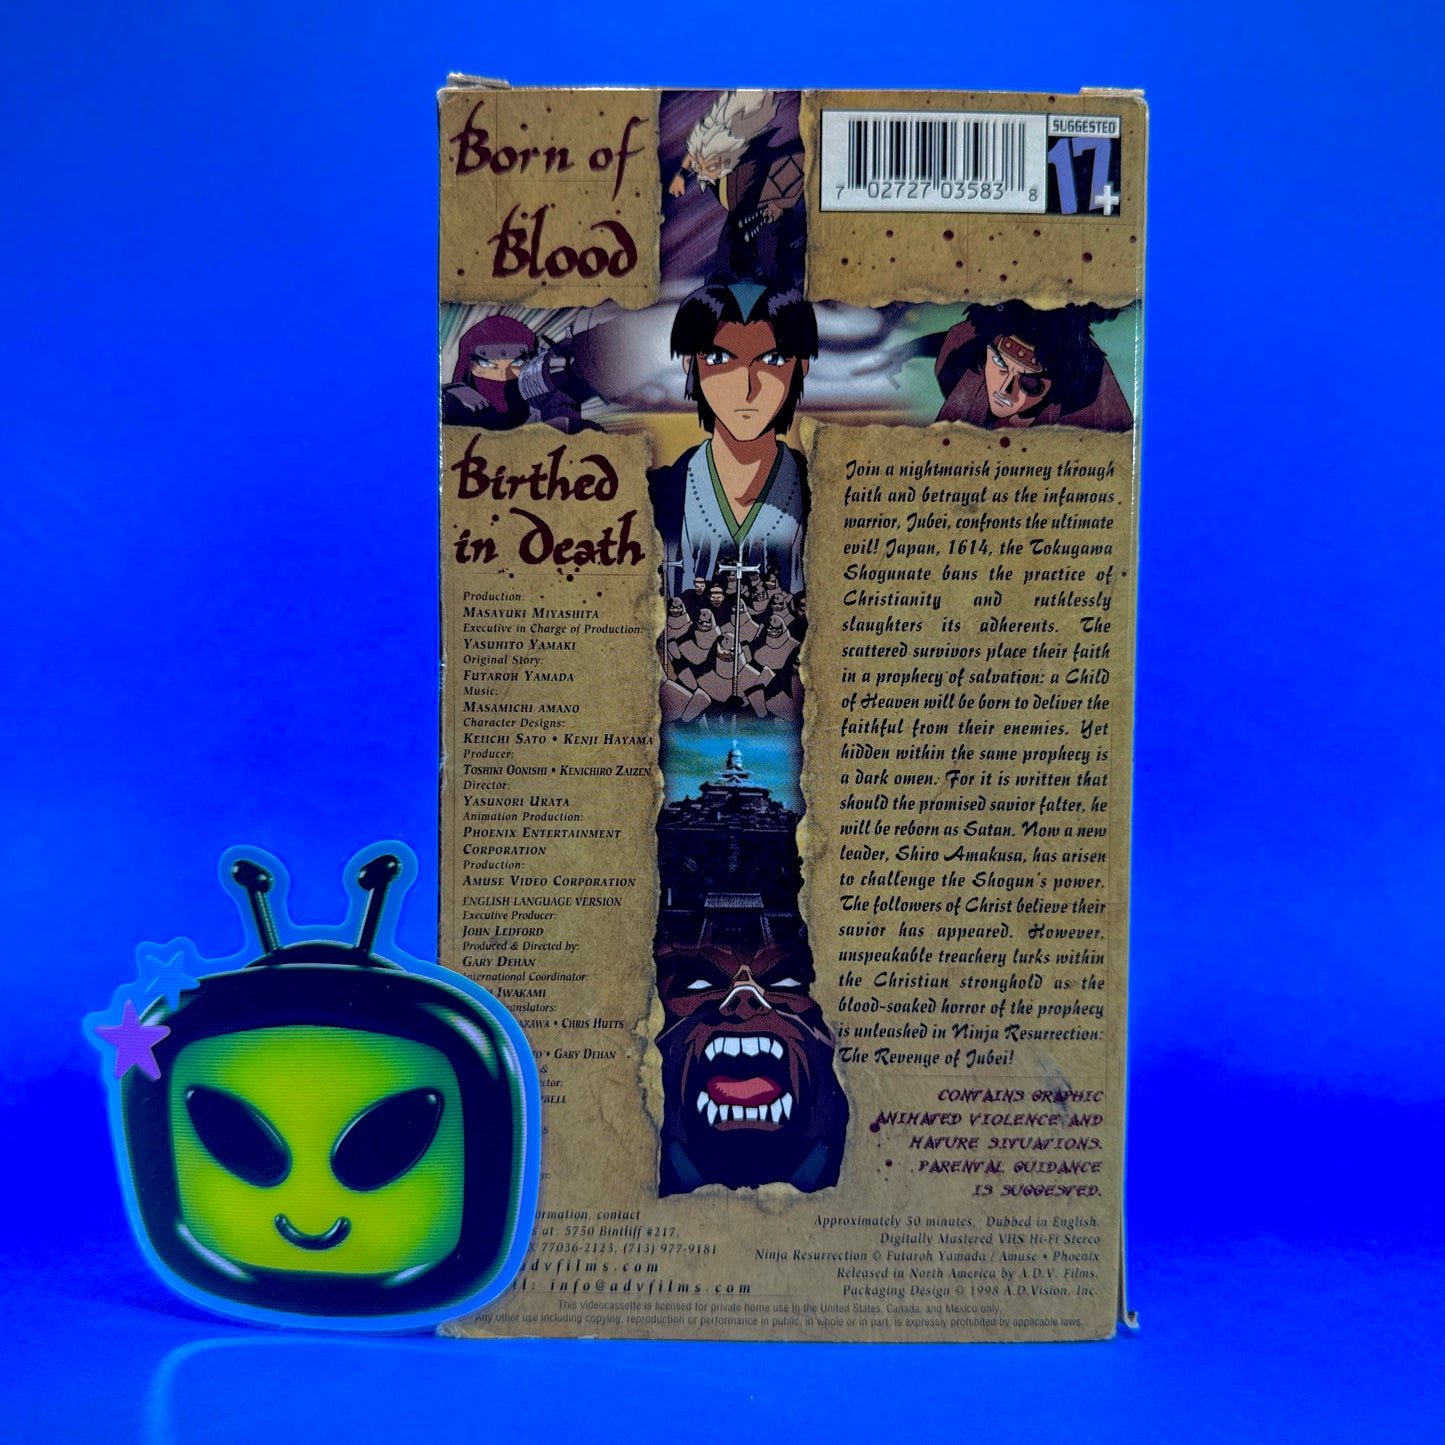 Born of
Blood
7 02727 03583 8
SUGGESTED
17+
Birthed
in Death
Production:
MASAYUKI MIYASHITA
Executive in Charge of Production:
YASUHITO YAMAKI
Original Story:
FUTAROH YAMADA
Music:
MASAMICHI AMANO
Character Designs:
KEIICHI SATO • KENJI HAYAMA
Producer:
TOSHIKI OONISHI • KENICHIRO ZAIZEN
Director:
YASUNORI URATA
Animation Production:
PHOENIX ENTERTAINMENT
CORPORATION
Production:
AMUSE VIDEO CORPORATION
ENGLISH LANGUAGE VERSION
Executive Producer:
JOHN LEDFORD
Produced & Directed by:
GARY DEHAN
International Coordinator:
IWAKAMI
• CHRIS HUTTS
• GARY DEHAN
&
Join a nightmarish journey through
faith and betrayal as the infamous
warrior, Jubei, confronts the ultimate
evil! Japan, 1614, the Tokugawa
Shogunate bans the practice of
Christianity and ruthlessly
slaughters its adherents. The
scattered survivors place their faith
in a prophecy of salvation: a Child
of Heaven will be born to deliver the
faithful from their enemies. Yet
hidden within the same prophecy is
a dark omen. For it is written that
should the promised savior falter, he
will be reborn as Satan. Now a new
leader, Shiro Amakusa, has arisen
to challenge the Shogun's power.
The followers of Christ believe their
savior has appeared. However,
unspeakable treachery lurks within
the Christian stronghold as the
blood-soaked horror of the prophecy
is unleashed in Ninja Resurrection:
The Revenge of Jubei!
CONTAINS GRAPHIC
ANIMATED VIOLENCE AND
MATURE SITUATIONS.
PARENTAL GUIDANCE
IS SUGGESTED.
contact
at: 5750 Bintliff #217,
77036-2123, (713) 977-9181
advfilms.com
info@advfilms.com
Approximately 50 minutes. Dubbed in English.
Digitally Mastered VHS Hi-Fi Stereo
Ninja Resurrection © Futaroh Yamada / Amuse • Phoenix
Released in North America by A.D.V. Films.
Packaging Design © 1998 A.D.Vision, Inc.
This videocassette is licensed for private home use in the United States, Canada, and Mexico only.
Any other use including copying, reproduction or performance in public, in whole or in part, is expressly prohibited by applicable laws.